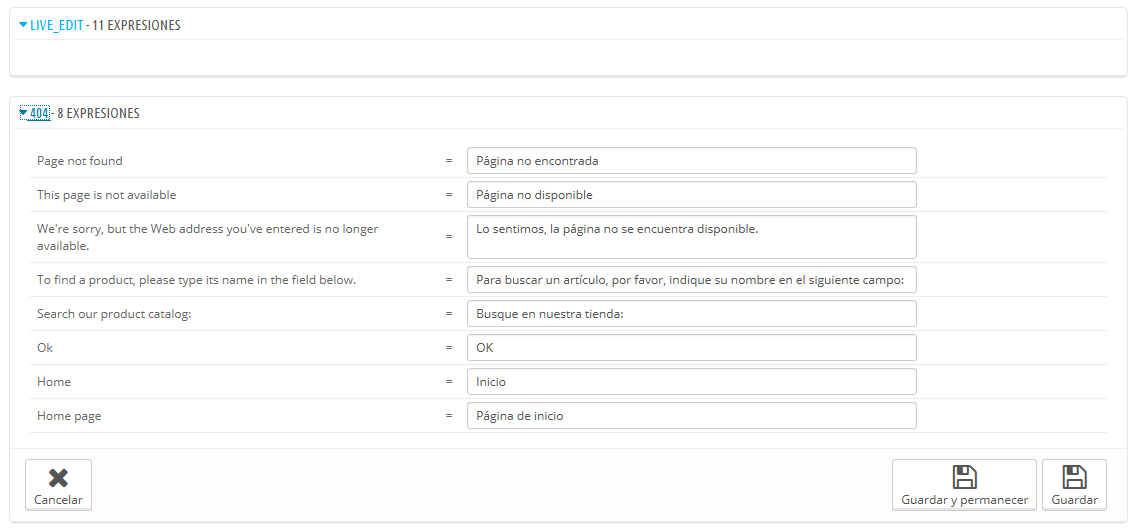 LIVE_EDIT - 11 EXPRESIONES
404 - 8 EXPRESIONES
Page not found = Página no encontrada
This page is not available = Página no disponible
We're sorry, but the Web address you've entered is no longer
available.
= Lo sentimos, la página no se encuentra disponible.
To find a product, please type its name in the field below. = Para buscar un artículo, por favor, indique su nombre en el siguiente campo:
Search our product catalog: = Busque en nuestra tienda:
Ok = OK
Home = Inicio
Home page = Página de inicio
Cancelar Guardar y permanecer Guardar